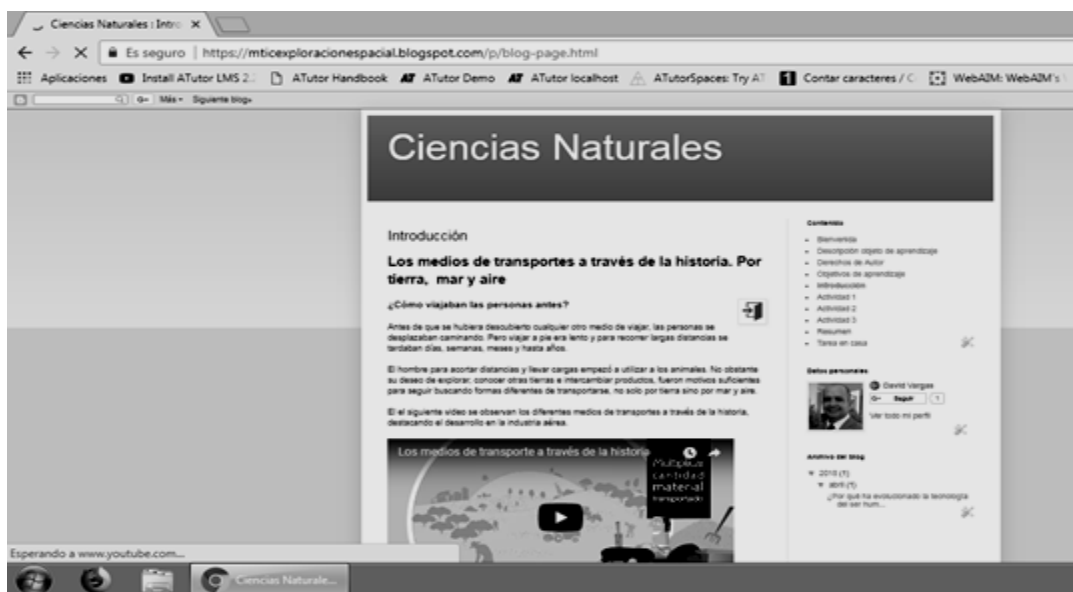 Ciencias Naturales : Intro
Es seguro | https://mticexploracionespacial.blogspot.com/p/blog-page.html
Aplicaciones Install ATutor LMS 2. ATutor Handbook ATutor Demo ATutor localhost ATutorSpaces: Try AT Contar caracteres / C WebAIM: WebAIM's
G+ Más Siguiente blog»
Ciencias Naturales
Introducción
Los medios de transportes a través de la historia. Por
tierra, mar y aire
¿Cómo viajaban las personas antes?
Antes de que se hubiera descubierto cualquier otro medio de viajar, las personas se
desplazaban caminando. Pero viajar a pie era lento y para recorrer largas distancias se
tardaban días, semanas, meses y hasta años.
El hombre para acortar distancias y llevar cargas empezó a utilizar a los animales. No obstante
su deseo de explorar, conocer otras tierras e intercambiar productos, fueron motivos suficientes
para seguir buscando formas diferentes de transportarse, no solo por tierra sino por mar y aire.
El el siguiente video se observan los diferentes medios de transportes a través de la historia,
destacando el desarrollo en la industria aérea.
Los medios de transporte a través de la historia
Multiplica
cantidad
material
transportado
Contenido
Bienvenida
Descripción objeto de aprendizaje
Derechos de Autor
Objetivos de aprendizaje
Introducción
Actividad 1
Actividad 2
Actividad 3
Resumen
Tarea en casa
Datos personales
David Vargas
G+ Seguir 1
Ver todo mi perfil
Archivo del blog
▼ 2018 (1)
▼ abril (1)
¿Por qué ha evolucionado la tecnología
del ser hum...
Esperando a www.youtube.com...
Ciencias Naturale...